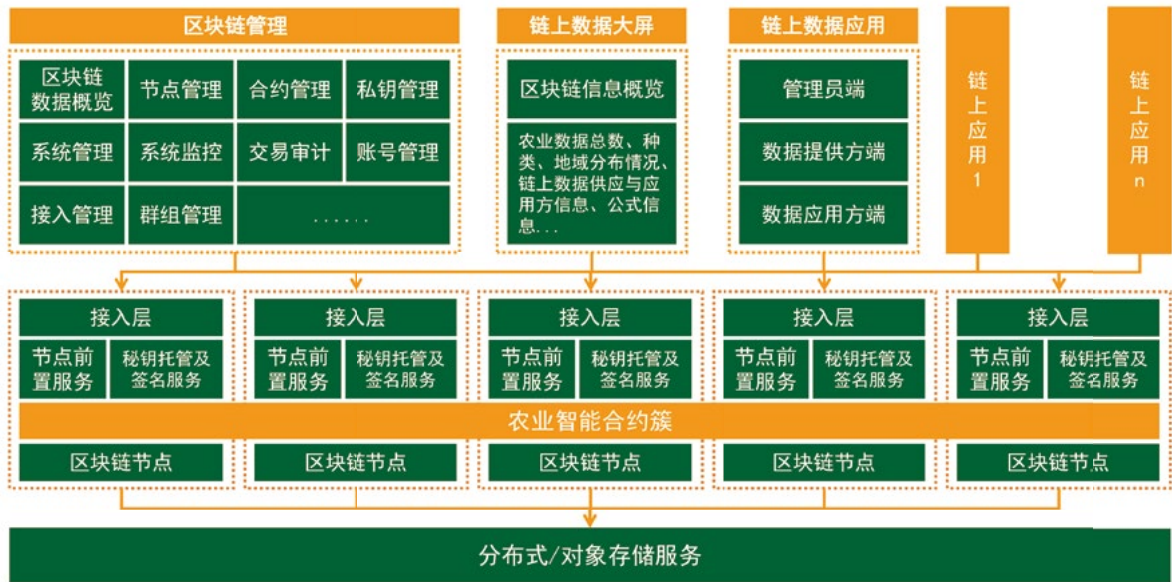 区块链管理
区块链
数据概览
节点管理
合约管理
私钥管理
系统管理
系统监控
交易审计
账号管理
接入管理
群组管理
......
链上数据大屏
区块链信息概览
农业数据总数、种
类、地域分布情况、
链上数据供应与应
用方信息、公式信
息...
链上数据应用
管理员端
数据提供方端
数据应用方端
链上应用1
链上应用n
接入层
节点前
置服务
秘钥托管及
签名服务
接入层
节点前
置服务
秘钥托管及
签名服务
接入层
节点前
置服务
秘钥托管及
签名服务
接入层
节点前
置服务
秘钥托管及
签名服务
接入层
节点前
置服务
秘钥托管及
签名服务
农业智能合约簇
区块链节点
区块链节点
区块链节点
区块链节点
区块链节点
分布式/对象存储服务